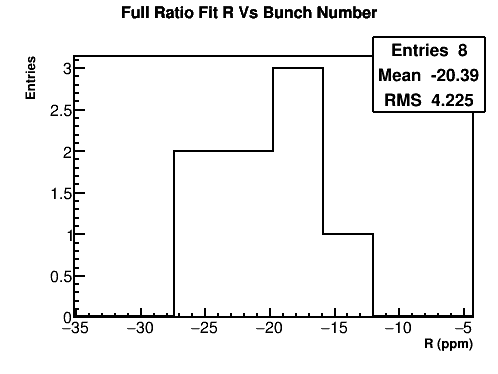 Full Ratio Fit R Vs Bunch Number
Entries 8
Mean -20.39
RMS 4.225
Entries
3
2.5
2
1.5
1
0.5
0
−35 −30 −25 −20 −15 −10 −5
R (ppm)